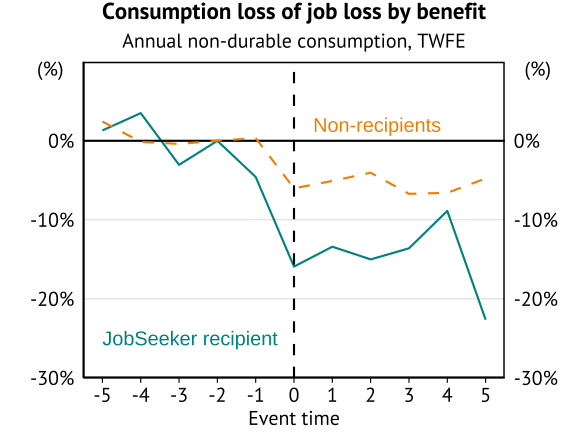 Consumption loss of job loss by benefit
Annual non-durable consumption, TWFE
(%) (%)
Non-recipients
0% 0%
-10% -10%
-20% -20%
JobSeeker recipient
-30% -30%
-5 -4 -3 -2 -1 0 1 2 3 4 5
Event time